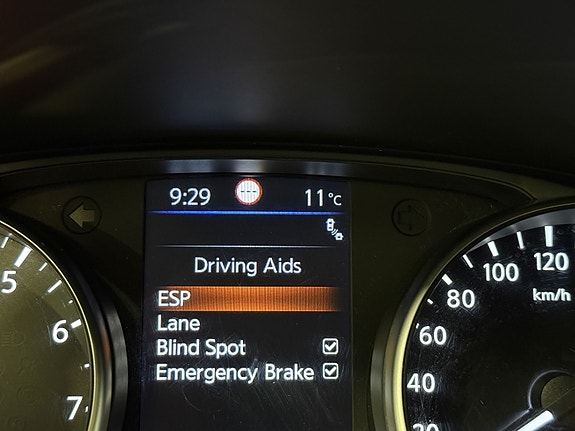 9:29 --- 11°C
Driving Aids
ESP
Lane
Blind Spot
Emergency Brake
5
6
7
20
40
60
80
100
120
km/h